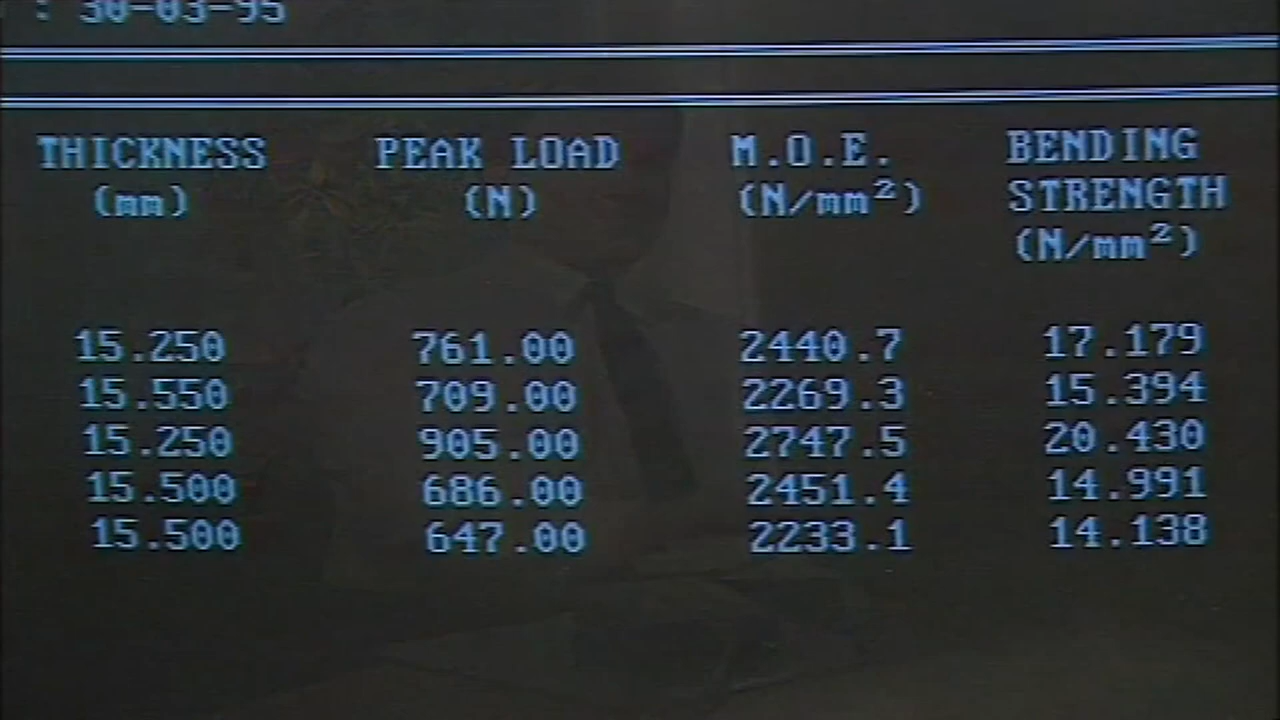 : 30-03-95
THICKNESS PEAK LOAD M.O.E. BENDING
(mm) (N) (N/mm²) STRENGTH
(N/mm²)
15.250 761.00 2440.7 17.179
15.550 709.00 2269.3 15.394
15.250 905.00 2747.5 20.430
15.500 686.00 2451.4 14.991
15.500 647.00 2233.1 14.138